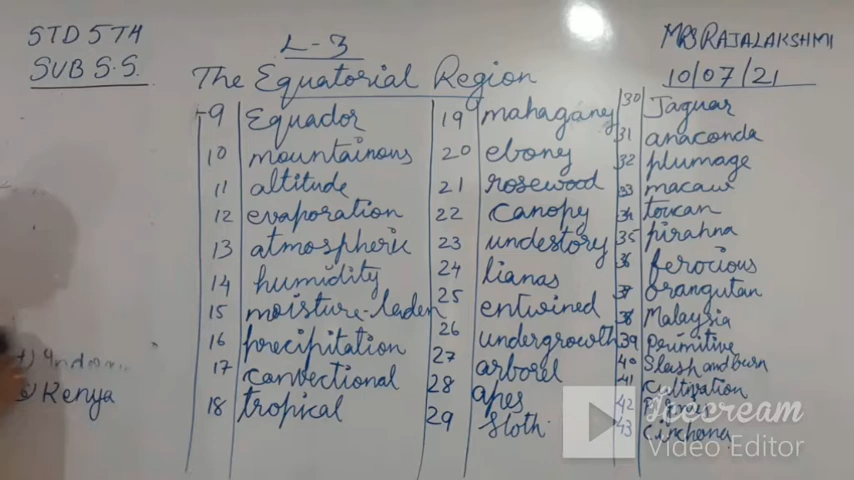 STD 5TH
SUB S.S.
L-3
The Equatorial Region
MRS RAJALAKSHMI
10/07/21
9 Equador
10 mountainous
11 altitude
12 evaporation
13 atmospheric
14 humidity
15 moisture-laden
16 precipitation
17 convectional
18 tropical
19 mahagany
20 ebony
21 rosewood
22 canopy
23 undestory
24 lianas
25 entwined
26 undergrowth
27 arborel
28 apes
29 sloth
30 Jaguar
31 anaconda
32 plumage
33 macaw
34 toucan
35 pirahna
36 ferocious
37 orangutan
38 Malaysia
39 primitive
40 Slash and burn
41 cultivation
42
43 cinchona
Kenya
Icecream
Video Editor